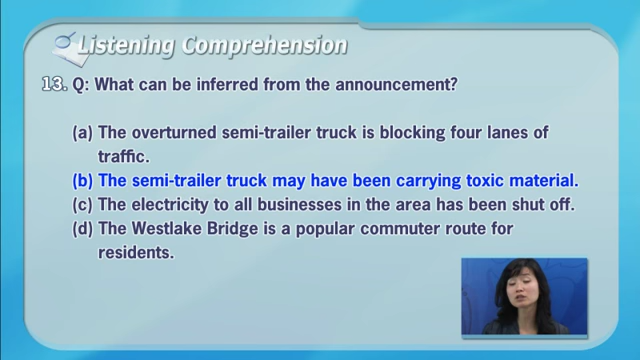 Listening Comprehension
13. Q: What can be inferred from the announcement?
(a) The overturned semi-trailer truck is blocking four lanes of
traffic.
(b) The semi-trailer truck may have been carrying toxic material.
(c) The electricity to all businesses in the area has been shut off.
(d) The Westlake Bridge is a popular commuter route for
residents.